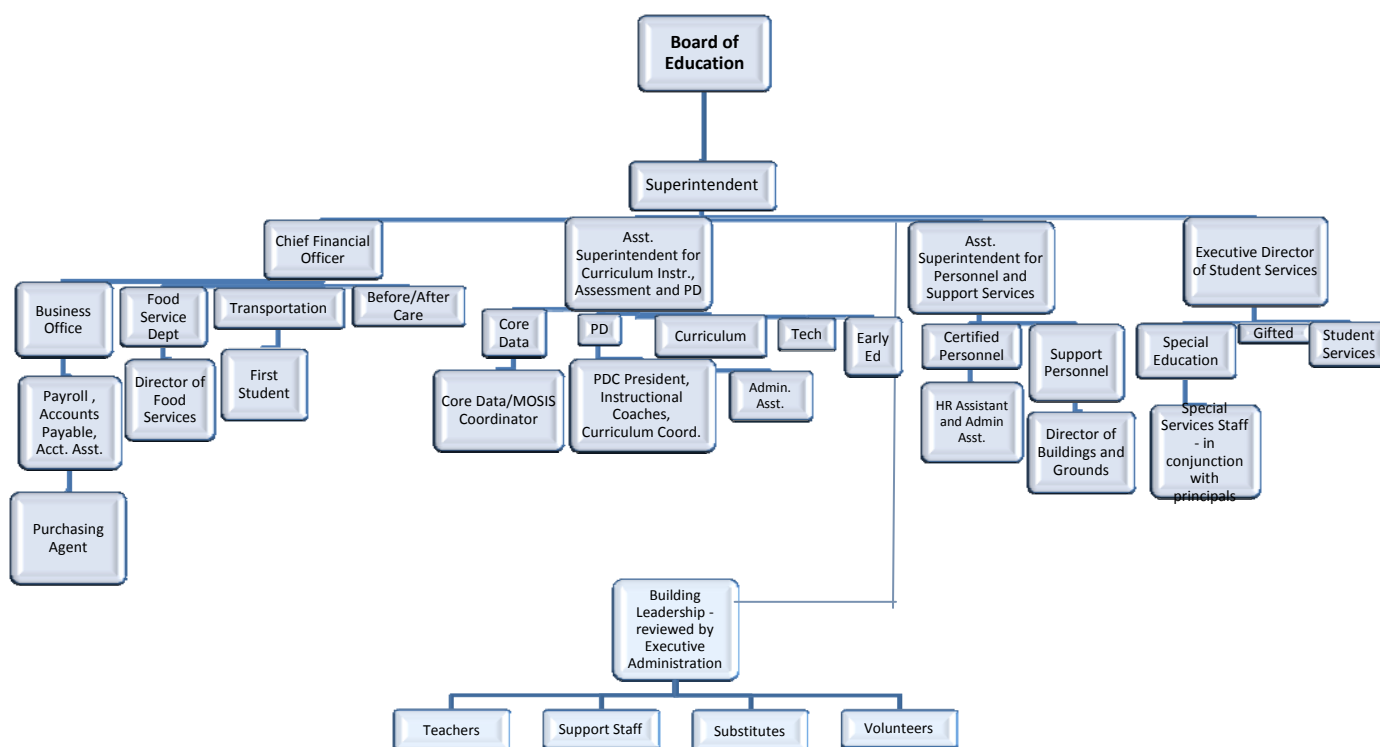 Board of
Education
Superintendent
Chief Financial
Officer
Asst.
Superintendent for
Curriculum Instr.,
Assessment and PD
Asst.
Superintendent for
Personnel and
Support Services
Executive Director
of Student Services
Business
Office
Food
Service
Dept
Transportation
Before/After
Care
Core
Data
PD
Curriculum
Tech
Early
Ed
Certified
Personnel
Support
Personnel
Special
Education
Gifted
Student
Services
Payroll ,
Accounts
Payable,
Acct. Asst.
Director of
Food
Services
First
Student
Core Data/MOSIS
Coordinator
PDC President,
Instructional
Coaches,
Curriculum Coord.
Admin.
Asst.
HR Assistant
and Admin
Asst.
Director of
Buildings and
Grounds
Special
Services Staff
- in
conjunction
with
principals
Purchasing
Agent
Building
Leadership -
reviewed by
Executive
Administration
Teachers
Support Staff
Substitutes
Volunteers